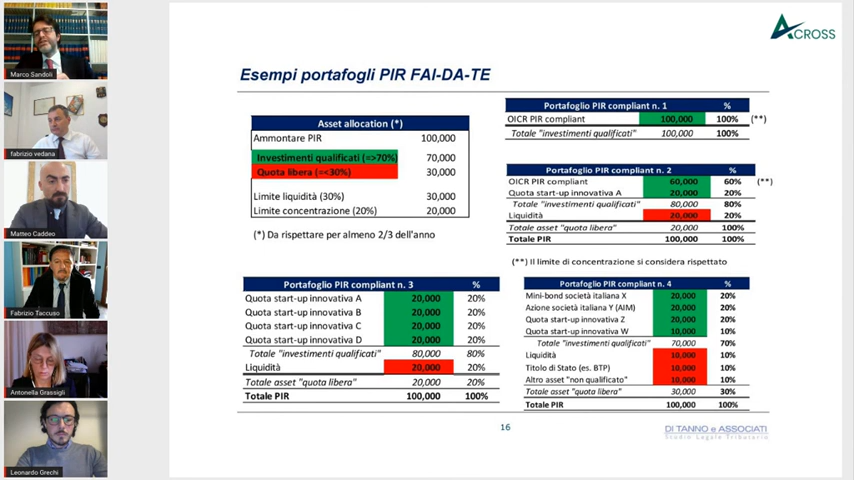 Marco Sandoli
fabrizio vedana
Matteo Caddeo
Fabrizio Taccuso
Antonella Grassigli
Leonardo Grechi
ACROSS
Esempi portafogli PIR FAI-DA-TE
Asset allocation (*)
Ammontare PIR 100,000
Investimenti qualificati (=>70%) 70,000
Quota libera (=<30%) 30,000
Limite liquidità (30%) 30,000
Limite concentrazione (20%) 20,000
(*) Da rispettare per almeno 2/3 dell'anno
Portafoglio PIR compliant n. 1 %
OICR PIR compliant 100,000 100% (**)
Totale "investimenti qualificati" 100,000 100%
Portafoglio PIR compliant n. 2 %
OICR PIR compliant 60,000 60% (**)
Quota start-up innovativa A 20,000 20%
Totale "investimenti qualificati" 80,000 80%
Liquidità 20,000 20%
Totale asset "quota libera" 20,000 100%
Totale PIR 100,000 100%
(**) Il limite di concentrazione si considera rispettato
Portafoglio PIR compliant n. 3 %
Quota start-up innovativa A 20,000 20%
Quota start-up innovativa B 20,000 20%
Quota start-up innovativa C 20,000 20%
Quota start-up innovativa D 20,000 20%
Totale "investimenti qualificati" 80,000 80%
Liquidità 20,000 20%
Totale asset "quota libera" 20,000 20%
Totale PIR 100,000 100%
Portafoglio PIR compliant n. 4 %
Mini-bond società italiana X 20,000 20%
Azione società italiana Y (AIM) 20,000 20%
Quota start-up innovativa Z 20,000 20%
Quota start-up innovativa W 10,000 10%
Totale "investimenti qualificati" 70,000 70%
Liquidità 10,000 10%
Titolo di Stato (es. BTP) 10,000 10%
Altro asset "non qualificato" 10,000 10%
Totale asset "quota libera" 30,000 30%
Totale PIR 100,000 100%
16
DI TANNO e ASSOCIATI
Studio Legale Tributario